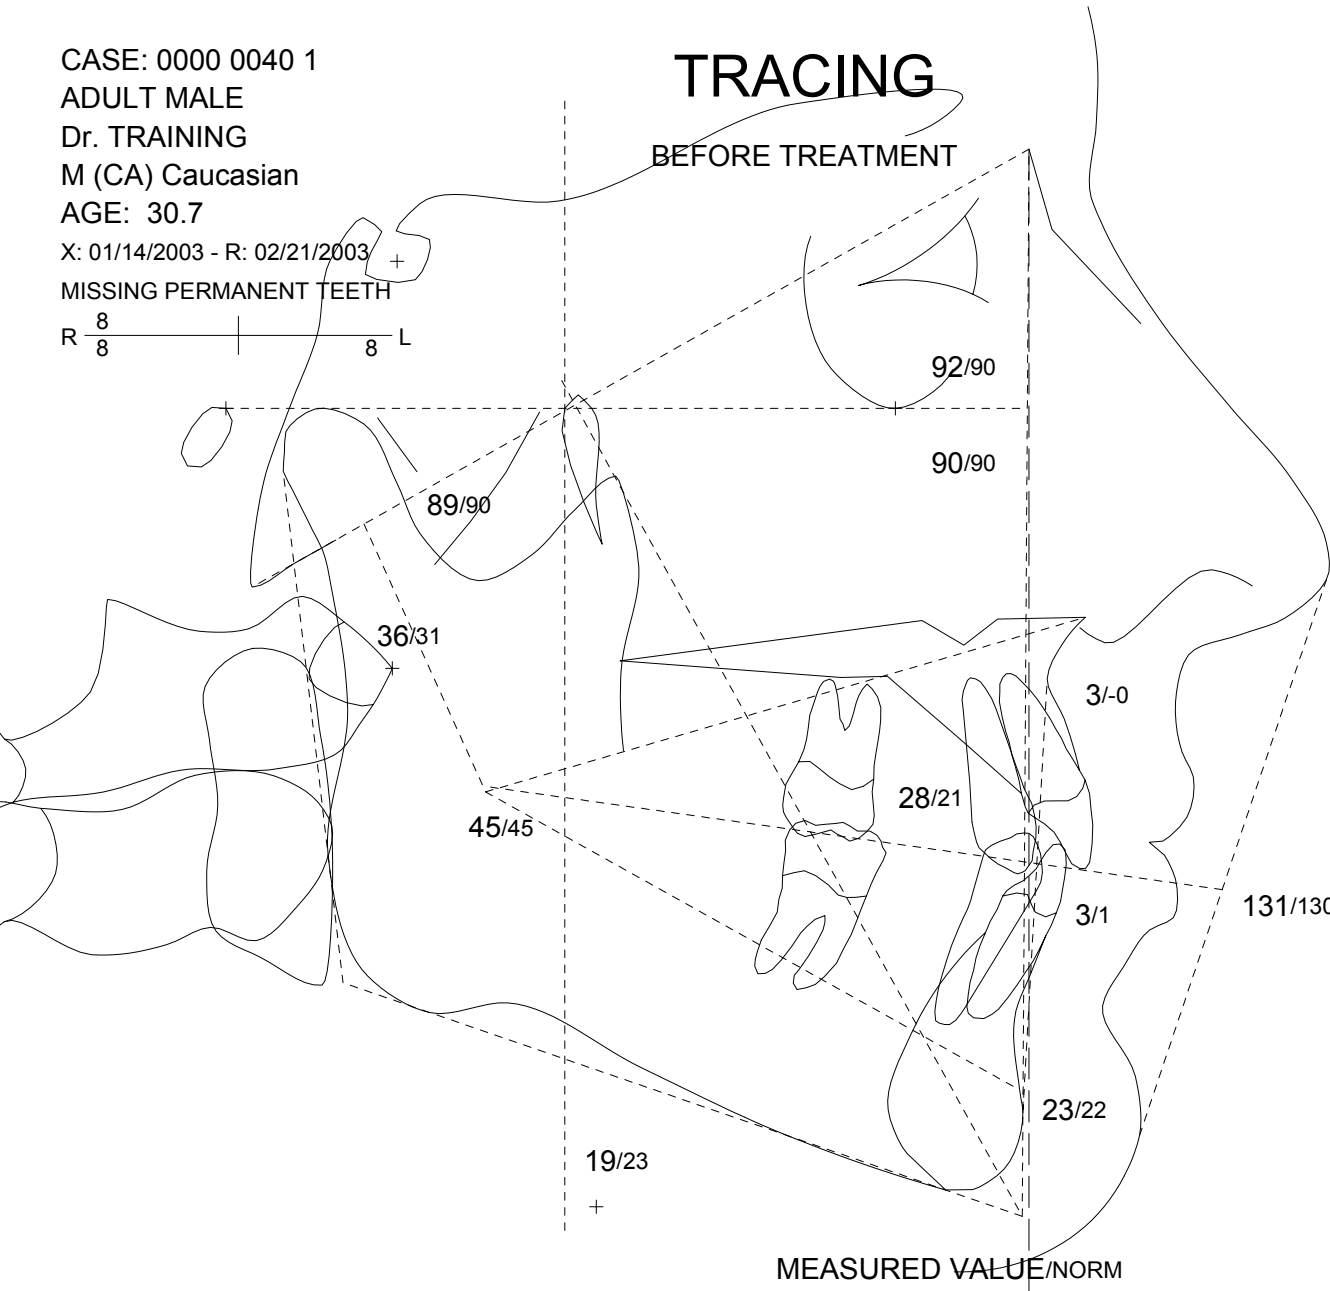 CASE: 0000 0040 1
ADULT MALE
Dr. TRAINING
M (CA) Caucasian
AGE: 30.7
X: 01/14/2003 - R: 02/21/2003
MISSING PERMANENT TEETH
8
R L
8 8
TRACING
BEFORE TREATMENT
92/90
90/90
89/90
36/31
3/-0
28/21
45/45
131/130
3/1
23/22
19/23
MEASURED VALUE/NORM